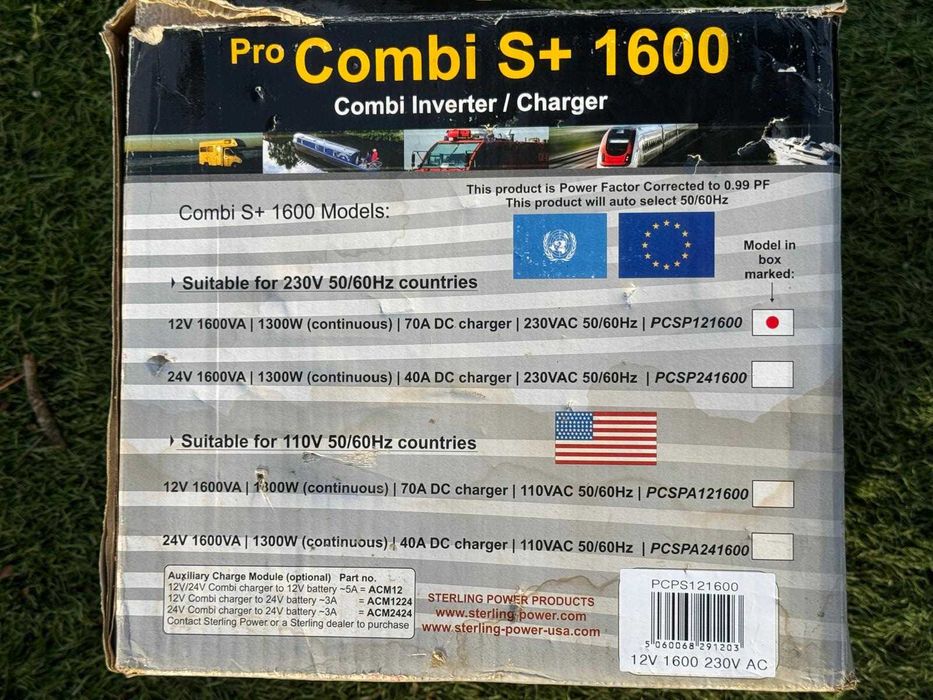 Pro Combi S+ 1600
Combi Inverter / Charger
This product is Power Factor Corrected to 0.99 PF
This product will auto select 50/60Hz
Combi S+ 1600 Models:
Model in
box
marked:
Suitable for 230V 50/60Hz countries
12V 1600VA | 1300W (continuous) | 70A DC charger | 230VAC 50/60Hz | PCSP121600
24V 1600VA | 1300W (continuous) | 40A DC charger | 230VAC 50/60Hz | PCSP241600
Suitable for 110V 50/60Hz countries
12V 1600VA | 1300W (continuous) | 70A DC charger | 110VAC 50/60Hz | PCSPA121600
24V 1600VA | 1300W (continuous) | 40A DC charger | 110VAC 50/60Hz | PCSPA241600
Auxiliary Charge Module (optional) Part no.
12V/24V Combi charger to 12V battery ~5A = ACM12
12V Combi charger to 24V battery ~3A = ACM1224
24V Combi charger to 24V battery ~3A = ACM2424
Contact Sterling Power or a Sterling dealer to purchase
STERLING POWER PRODUCTS
www.sterling-power.com
www.sterling-power-usa.com
PCPS121600
5 060068 291203
12V 1600 230V AC